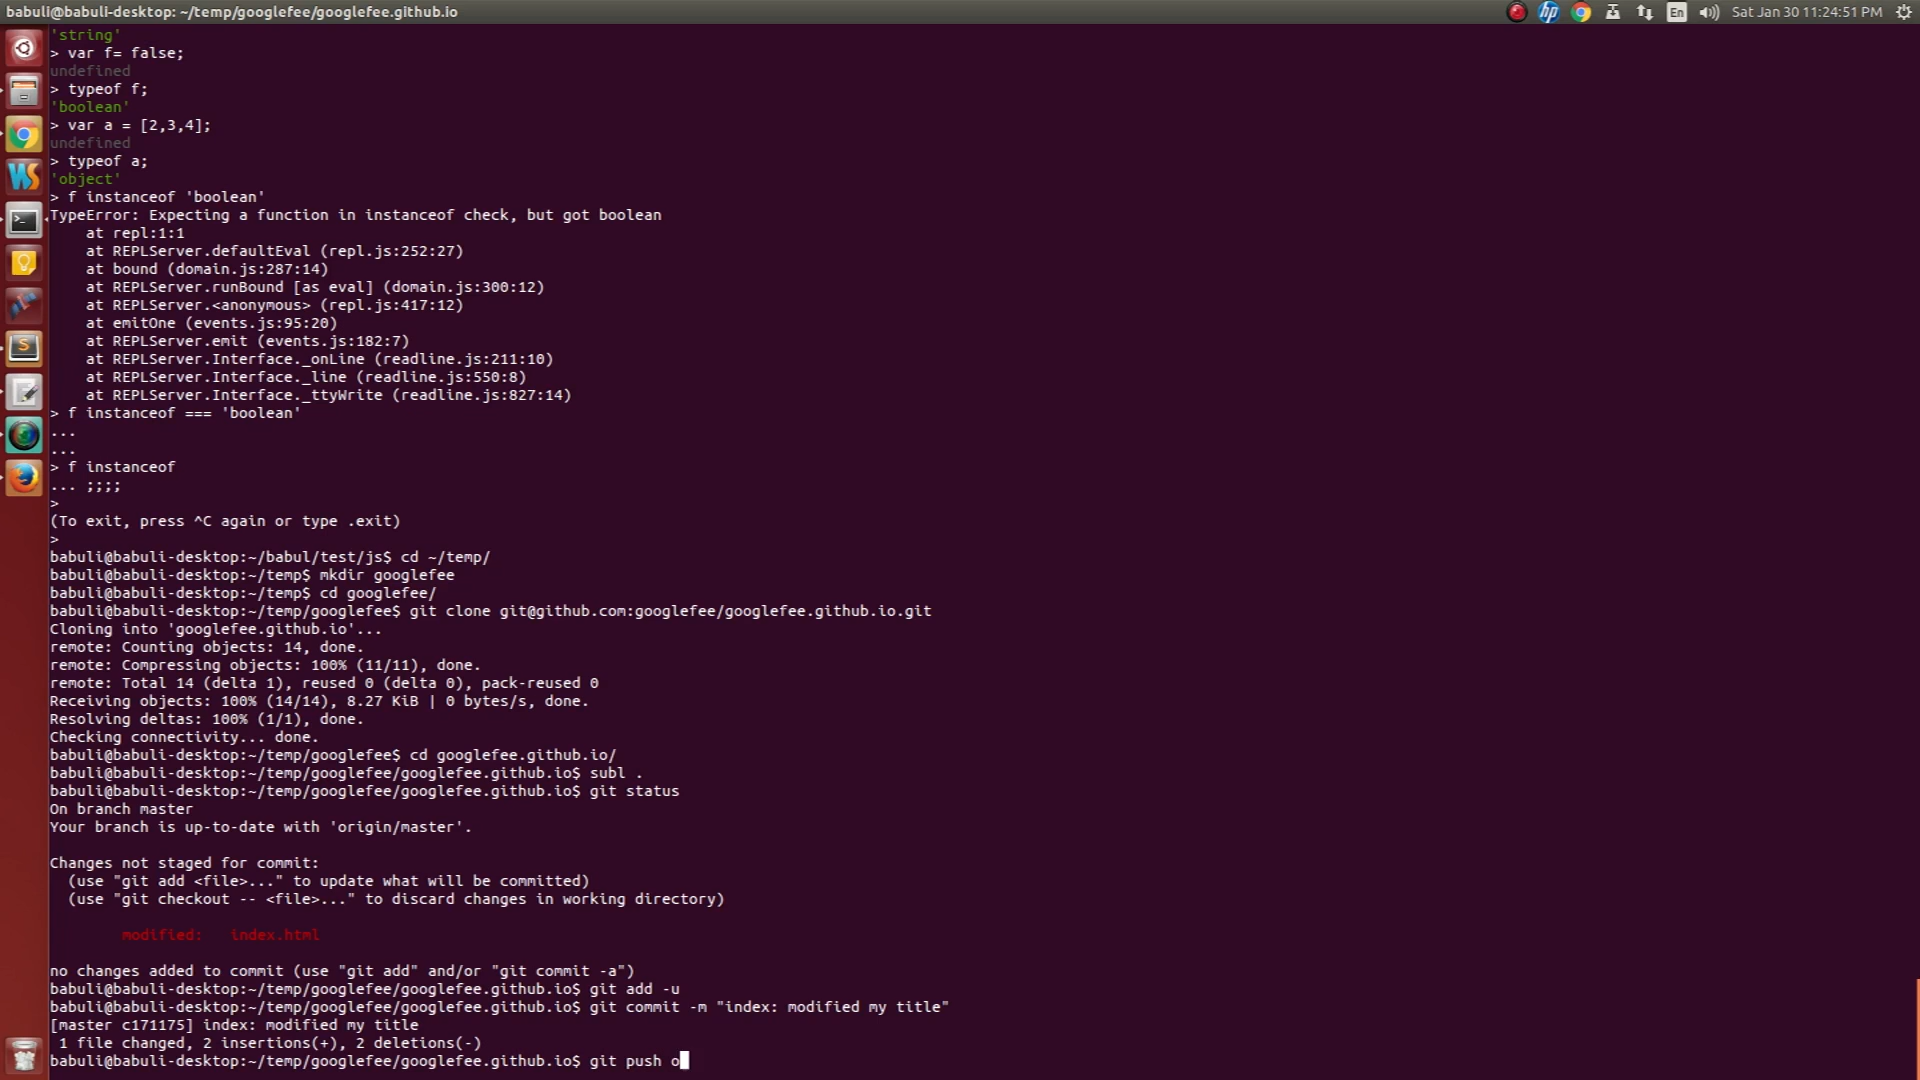 babuli@babuli-desktop: ~/temp/googlefee/googlefee.github.io
En
Sat Jan 30 11:24:51 PM
'string'
> var f= false;
undefined
> typeof f;
'boolean'
> var a = [2,3,4];
undefined
> typeof a;
'object'
> f instanceof 'boolean'
TypeError: Expecting a function in instanceof check, but got boolean
    at repl:1:1
    at REPLServer.defaultEval (repl.js:252:27)
    at bound (domain.js:287:14)
    at REPLServer.runBound [as eval] (domain.js:300:12)
    at REPLServer.<anonymous> (repl.js:417:12)
    at emitOne (events.js:95:20)
    at REPLServer.emit (events.js:182:7)
    at REPLServer.Interface._onLine (readline.js:211:10)
    at REPLServer.Interface._line (readline.js:550:8)
    at REPLServer.Interface._ttyWrite (readline.js:827:14)
> f instanceof === 'boolean'
...
...
> f instanceof
... ;;;;
>
(To exit, press ^C again or type .exit)
>
babuli@babuli-desktop:~/babul/test/js$ cd ~/temp/
babuli@babuli-desktop:~/temp$ mkdir googlefee
babuli@babuli-desktop:~/temp$ cd googlefee/
babuli@babuli-desktop:~/temp/googlefee$ git clone git@github.com:googlefee/googlefee.github.io.git
Cloning into 'googlefee.github.io'...
remote: Counting objects: 14, done.
remote: Compressing objects: 100% (11/11), done.
remote: Total 14 (delta 1), reused 0 (delta 0), pack-reused 0
Receiving objects: 100% (14/14), 8.27 KiB | 0 bytes/s, done.
Resolving deltas: 100% (1/1), done.
Checking connectivity... done.
babuli@babuli-desktop:~/temp/googlefee$ cd googlefee.github.io/
babuli@babuli-desktop:~/temp/googlefee/googlefee.github.io$ subl .
babuli@babuli-desktop:~/temp/googlefee/googlefee.github.io$ git status
On branch master
Your branch is up-to-date with 'origin/master'.
Changes not staged for commit:
  (use "git add <file>..." to update what will be committed)
  (use "git checkout -- <file>..." to discard changes in working directory)
        modified:   index.html
no changes added to commit (use "git add" and/or "git commit -a")
babuli@babuli-desktop:~/temp/googlefee/googlefee.github.io$ git add -u
babuli@babuli-desktop:~/temp/googlefee/googlefee.github.io$ git commit -m "index: modified my title"
[master c171175] index: modified my title
 1 file changed, 2 insertions(+), 2 deletions(-)
babuli@babuli-desktop:~/temp/googlefee/googlefee.github.io$ git push o